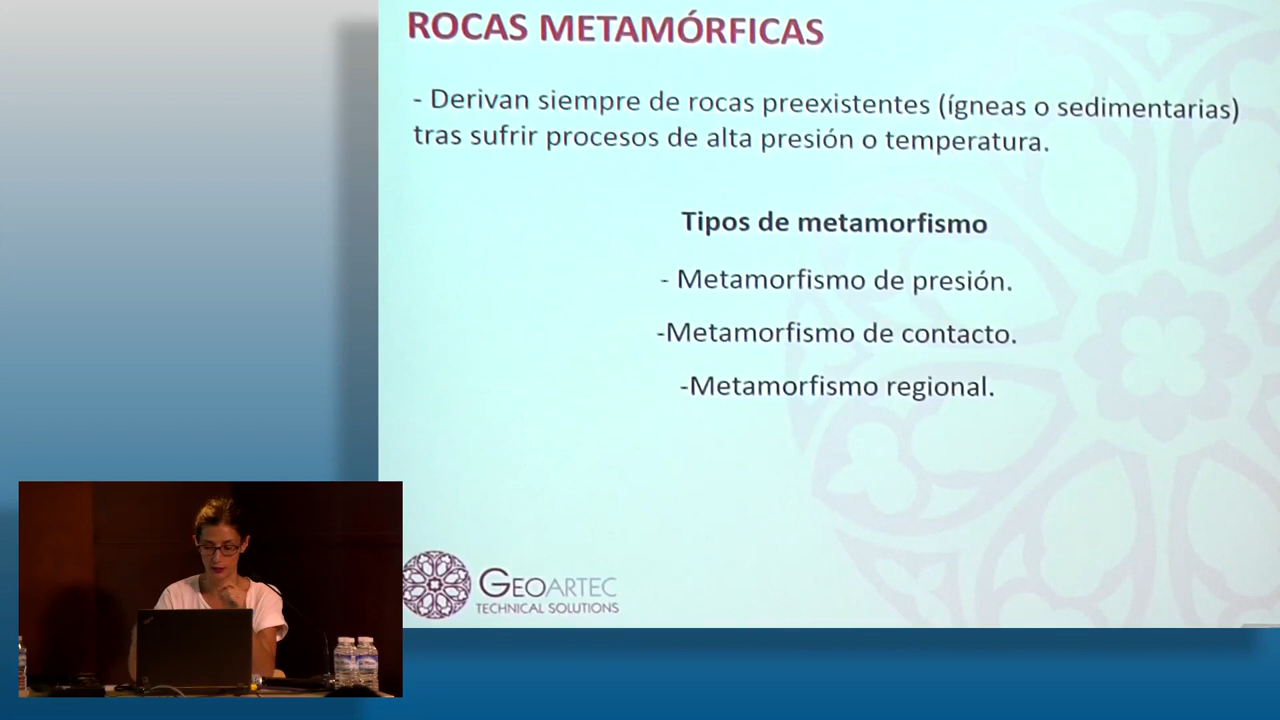 ROCAS METAMÓRFICAS
- Derivan siempre de rocas preexistentes (ígneas o sedimentarias)
tras sufrir procesos de alta presión o temperatura.
Tipos de metamorfismo
- Metamorfismo de presión.
-Metamorfismo de contacto.
-Metamorfismo regional.
GEOARTEC
TECHNICAL SOLUTIONS